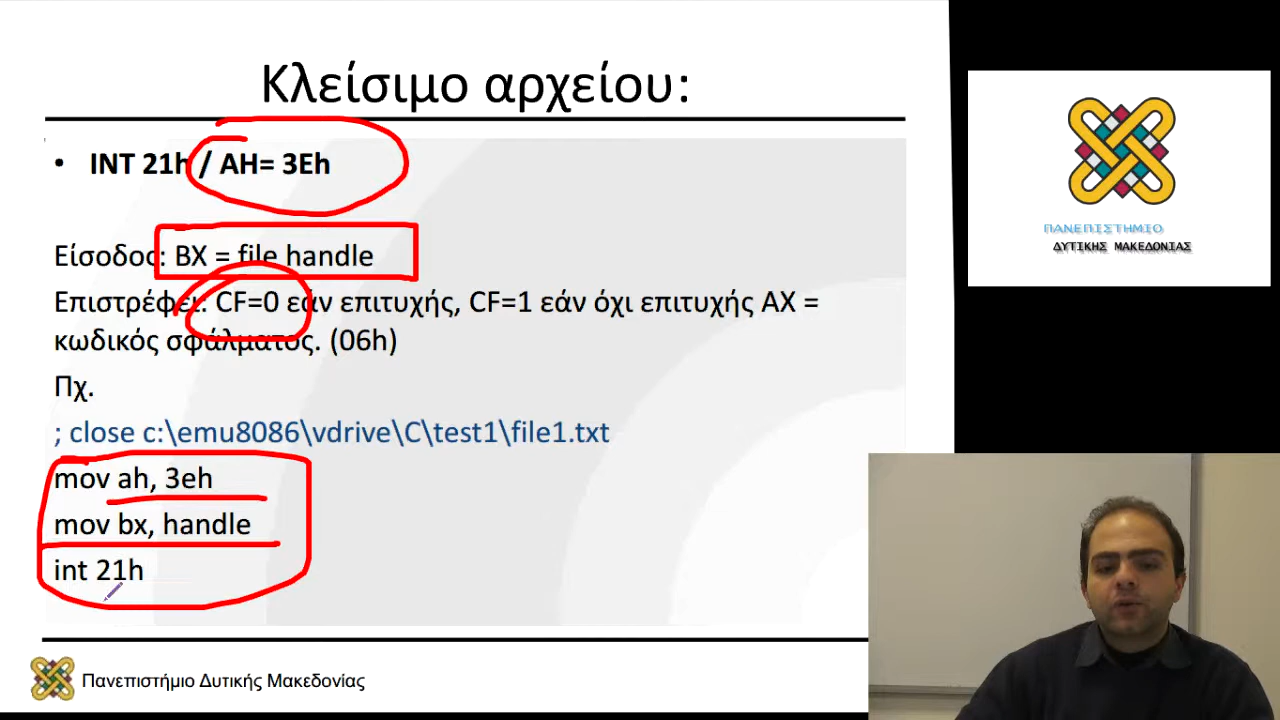 Κλείσιμο αρχείου:
• INT 21h / AH= 3Eh
Είσοδος: BX = file handle
Επιστρέφει: CF=0 εάν επιτυχής, CF=1 εάν όχι επιτυχής AX =
κωδικός σφάλματος. (06h)
Πχ.
; close c:\emu8086\vdrive\C\test1\file1.txt
mov ah, 3eh
mov bx, handle
int 21h
Πανεπιστήμιο Δυτικής Μακεδονίας
ΠΑΝΕΠΙΣΤΗΜΙΟ
ΔΥΤΙΚΗΣ ΜΑΚΕΔΟΝΙΑΣ